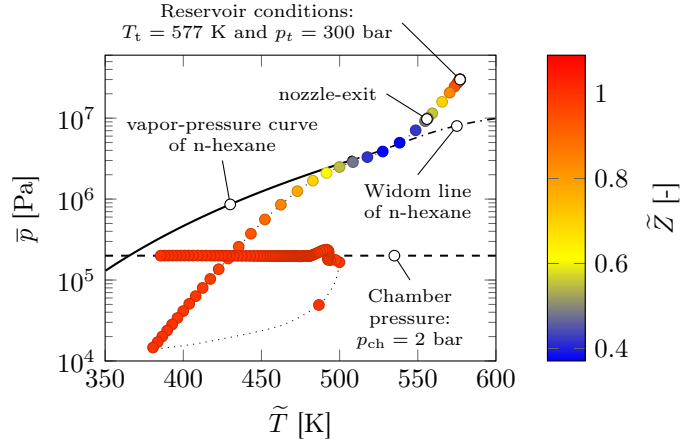 Reservoir conditions:
T_t = 577 K and p_t = 300 bar
nozzle-exit
vapor-pressure curve
of n-hexane
Widom line
of n-hexane
Chamber
pressure:
p_ch = 2 bar
10^7
10^6
10^5
10^4
p̅ [Pa]
350 400 450 500 550 600
T̃ [K]
1
0.8
0.6
0.4
Z̃ [-]